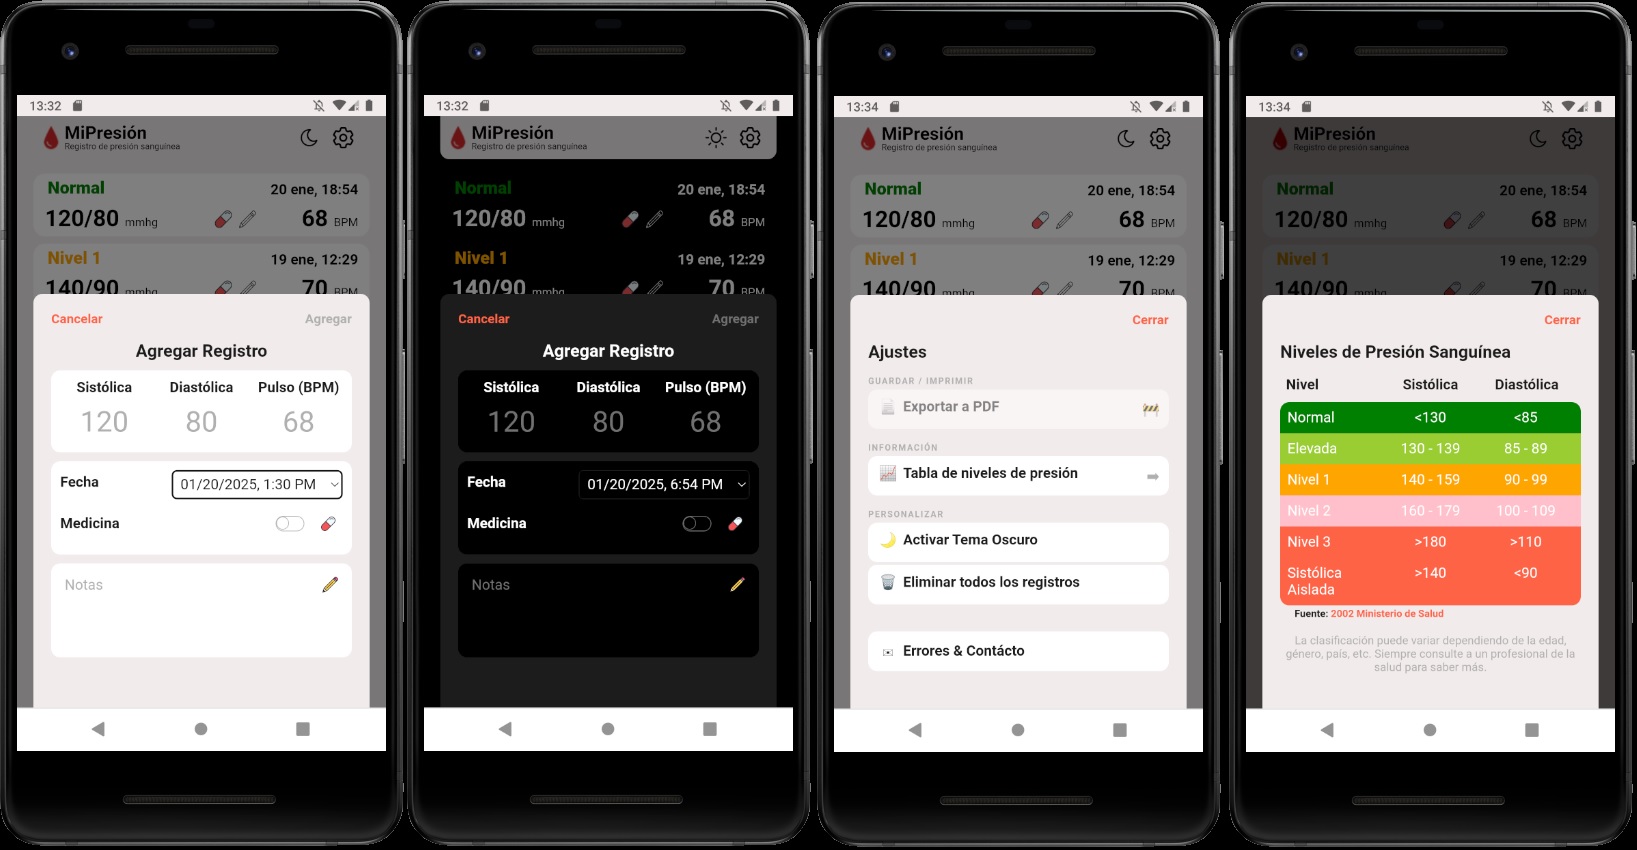 13:32
MiPresión
Registro de presión sanguínea
Normal 20 ene, 18:54
120/80 mmhg 68 BPM
Nivel 1 19 ene, 12:29
140/90 mmhg 70 BPM
Cancelar Agregar
Agregar Registro
Sistólica Diastólica Pulso (BPM)
120 80 68
Fecha 01/20/2025, 1:30 PM
Medicina
Notas
13:32
MiPresión
Registro de presión sanguínea
Normal 20 ene, 18:54
120/80 mmhg 68 BPM
Nivel 1 19 ene, 12:29
140/90 mmhg 70 BPM
Cancelar Agregar
Agregar Registro
Sistólica Diastólica Pulso (BPM)
120 80 68
Fecha 01/20/2025, 6:54 PM
Medicina
Notas
13:34
MiPresión
Registro de presión sanguínea
Normal 20 ene, 18:54
120/80 mmhg 68 BPM
Nivel 1 19 ene, 12:29
140/90 mmhg 70 BPM
Cerrar
Ajustes
GUARDAR / IMPRIMIR
Exportar a PDF
INFORMACIÓN
Tabla de niveles de presión
PERSONALIZAR
Activar Tema Oscuro
Eliminar todos los registros
Errores & Contácto
13:34
MiPresión
Registro de presión sanguínea
Normal 20 ene, 18:54
120/80 mmhg 68 BPM
Nivel 1 19 ene, 12:29
140/90 mmhg 70 BPM
Cerrar
Niveles de Presión Sanguínea
Nivel Sistólica Diastólica
Normal <130 <85
Elevada 130 - 139 85 - 89
Nivel 1 140 - 159 90 - 99
Nivel 2 160 - 179 100 - 109
Nivel 3 >180 >110
Sistólica >140 <90
Aislada
Fuente: 2002 Ministerio de Salud
La clasificación puede variar dependiendo de la edad,
género, país, etc. Siempre consulte a un profesional de la
salud para saber más.